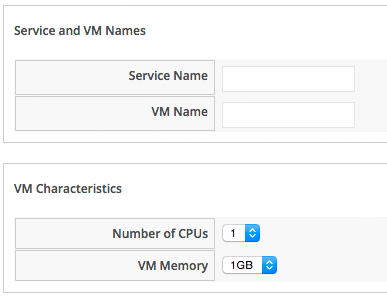 Service and VM Names
Service Name
VM Name
VM Characteristics
Number of CPUs 1
VM Memory 1GB